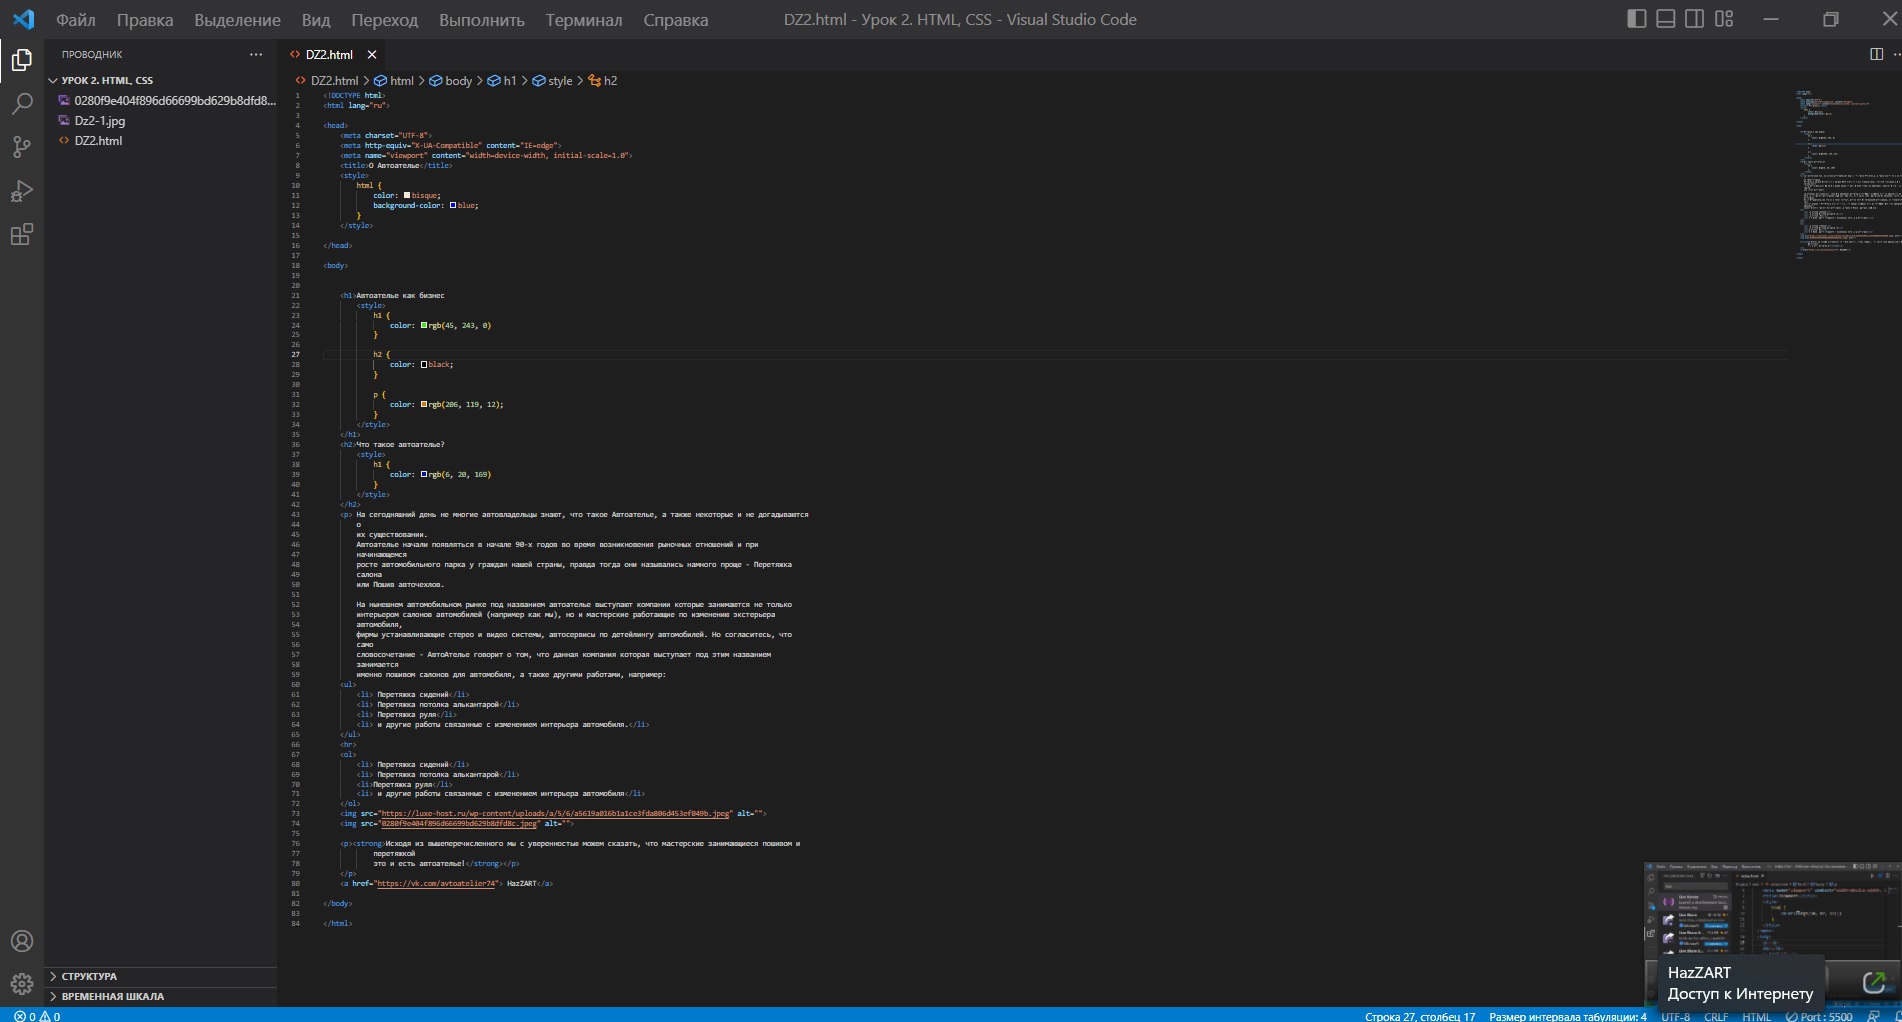 Файл Правка Выделение Вид Переход Выполнить Терминал Справка DZ2.html - Урок 2. HTML, CSS - Visual Studio Code
ПРОВОДНИК ···
УРОК 2. HTML, CSS
0280f9e404f896d66699bd629b8dfd8...
Dz2-1.jpg
DZ2.html
DZ2.html
DZ2.html > html > body > h1 > style > h2
1 <!DOCTYPE html>
2 <html lang="ru">
3
4 <head>
5 <meta charset="UTF-8">
6 <meta http-equiv="X-UA-Compatible" content="IE=edge">
7 <meta name="viewport" content="width=device-width, initial-scale=1.0">
8 <title>О Автоателье</title>
9 <style>
10 html {
11 color: bisque;
12 background-color: blue;
13 }
14 </style>
15
16 </head>
17
18 <body>
19
20
21 <h1>Автоателье как бизнес
22 <style>
23 h1 {
24 color: rgb(45, 243, 0)
25 }
26
27 h2 {
28 color: black;
29 }
30
31 p {
32 color: rgb(206, 119, 12);
33 }
34 </style>
35 </h1>
36 <h2>Что такое автоателье?
37 <style>
38 h1 {
39 color: rgb(6, 20, 169)
40 }
41 </style>
42 </h2>
43 <p> На сегодняшний день не многие автовладельцы знают, что такое Автоателье, а также некоторые и не догадываются
44 о
45 их существовании.
46 Автоателье начали появляться в начале 90-х годов во время возникновения рыночных отношений и при
47 начинающемся
48 росте автомобильного парка у граждан нашей страны, правда тогда они назывались намного проще - Перетяжка
49 салона
50 или Пошив авточехлов.
51
52 На нынешнем автомобильном рынке под названием автоателье выступают компании которые занимаются не только
53 интерьером салонов автомобилей (например как мы), но и мастерские работающие по изменению экстерьера
54 автомобиля,
55 фирмы устанавливающие стерео и видео системы, автосервисы по детейлингу автомобилей. Но согласитесь, что
56 само
57 словосочетание - АвтоАтелье говорит о том, что данная компания которая выступает под этим названием
58 занимается
59 именно пошивом салонов для автомобиля, а также другими работами, например:
60 <ul>
61 <li> Перетяжка сидений</li>
62 <li> Перетяжка потолка алькантарой</li>
63 <li> Перетяжка руля</li>
64 <li> и другие работы связанные с изменением интерьера автомобиля.</li>
65 </ul>
66 <hr>
67 <ol>
68 <li> Перетяжка сидений</li>
69 <li> Перетяжка потолка алькантарой</li>
70 <li>Перетяжка руля</li>
71 <li> и другие работы связанные с изменением интерьера автомобиля</li>
72 </ol>
73 <img src="https://luxe-host.ru/wp-content/uploads/a/5/6/a5619a016b1a1ce3fda806d453ef049b.jpeg" alt="">
74 <img src="0280f9e404f896d66699bd629b8dfd8c.jpeg" alt="">
75
76 <p><strong>Исходя из вышеперечисленного мы с уверенностью можем сказать, что мастерские занимающиеся пошивом и
77 перетяжкой
78 это и есть автоателье!</strong></p>
79 </p>
80 <a href="https://vk.com/avtoatelier74"> HazZART</a>
81
82 </body>
83
84 </html>
СТРУКТУРА
ВРЕМЕННАЯ ШКАЛА
HazZART
Доступ к Интернету
0 0 Строка 27, столбец 17 Размер интервала табуляции: 4 UTF-8 CRLF HTML Port : 5500